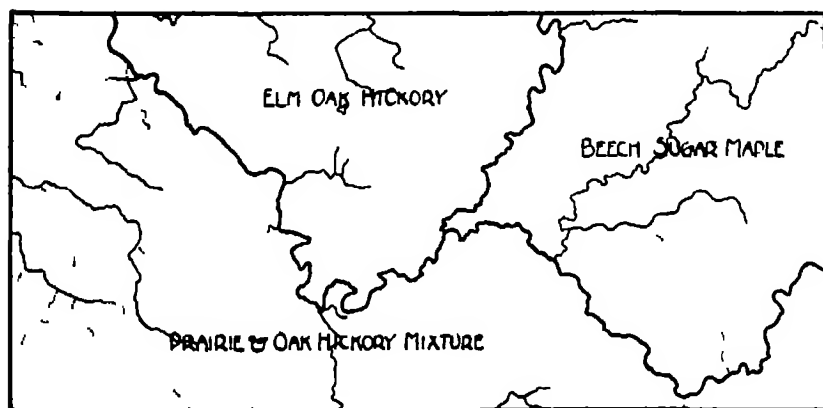 ELM OAK HICKORY
BEECH SUGAR MAPLE
PRAIRIE & OAK HICKORY MIXTURE